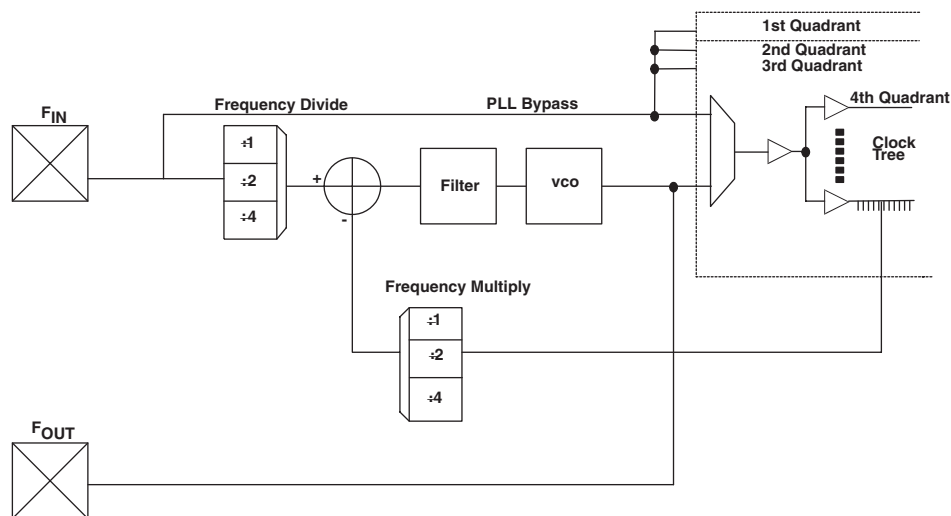 1st Quadrant
2nd Quadrant
3rd Quadrant
4th Quadrant
Clock
Tree
FIN
Frequency Divide
PLL Bypass
÷1
÷2
÷4
+
-
Filter
vco
Frequency Multiply
÷1
÷2
÷4
FOUT